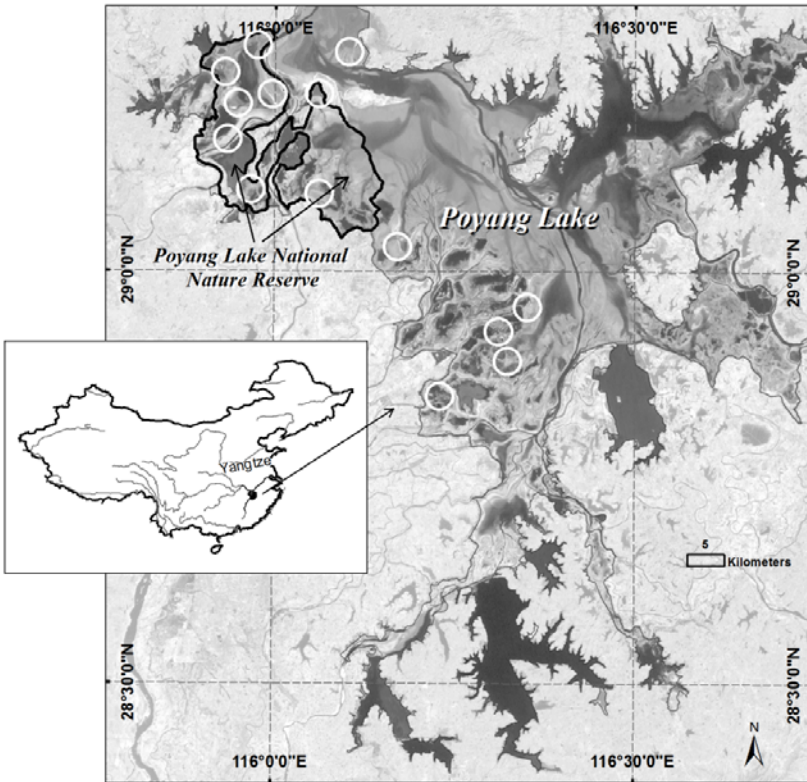 116°0'0"E
116°30'0"E
Poyang Lake
Poyang Lake National
Nature Reserve
29°0'0"N
29°0'0"N
Yangtze
5
Kilometers
28°30'0"N
28°30'0"N
N
116°0'0"E
116°30'0"E